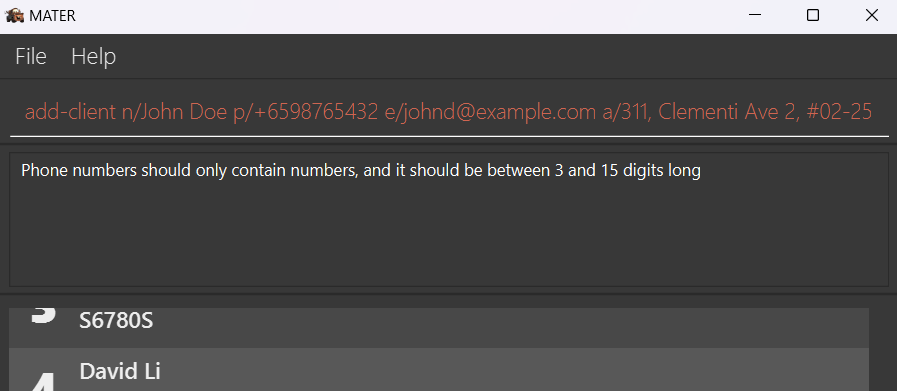 MATER
File Help
add-client n/John Doe p/+6598765432 e/johnd@example.com a/311, Clementi Ave 2, #02-25
Phone numbers should only contain numbers, and it should be between 3 and 15 digits long
S6780S
David Li
4